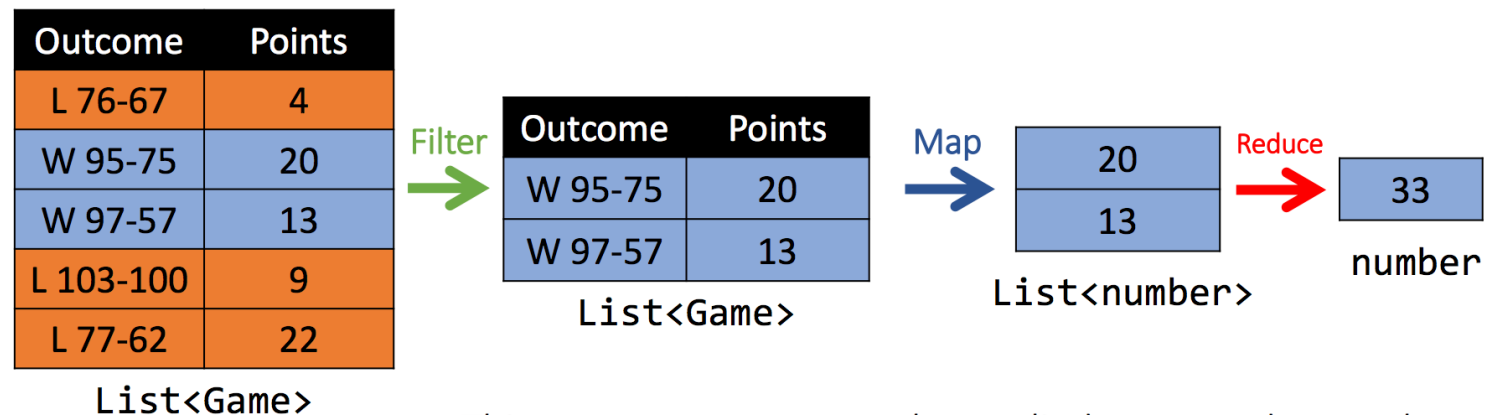 Outcome Points
L 76-67 4
W 95-75 20
W 97-57 13
L 103-100 9
L 77-62 22
List<Game>
Filter
Outcome Points
W 95-75 20
W 97-57 13
List<Game>
Map
20
13
List<number>
Reduce
33
number